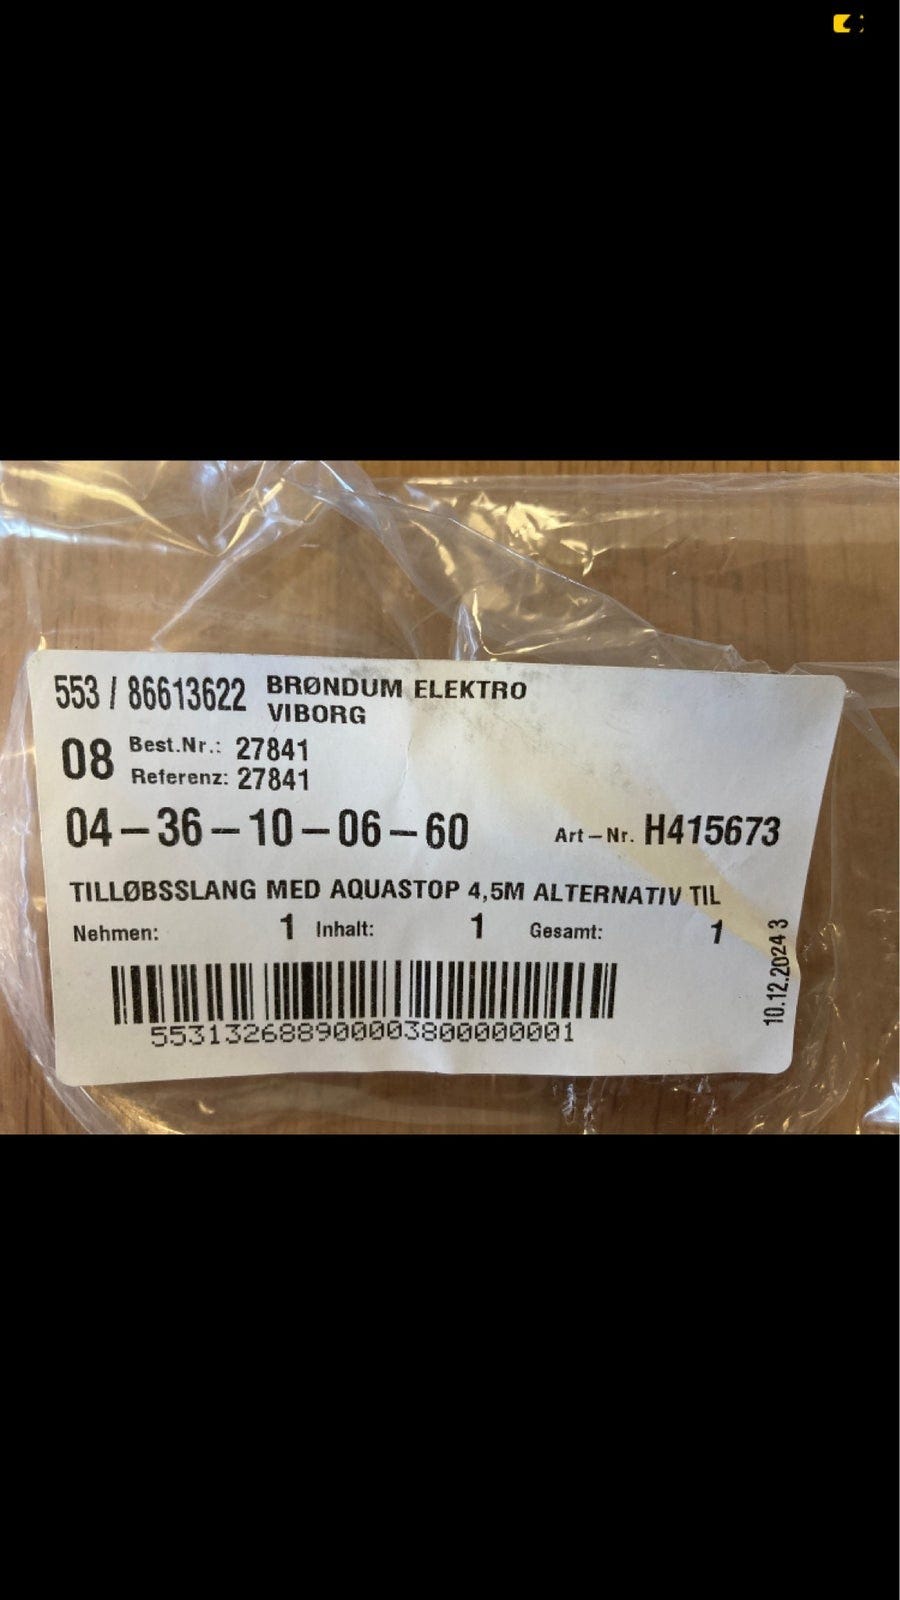 553 / 86613622 BRØNDUM ELEKTRO
VIBORG
08 Best.Nr.: 27841
Referenz: 27841
04–36–10–06–60 Art–Nr. H415673
TILLØBSSLANG MED AQUASTOP 4,5M ALTERNATIV TIL
Nehmen: 1 Inhalt: 1 Gesamt: 1
10.12.2024 3
5531326889000038000000001